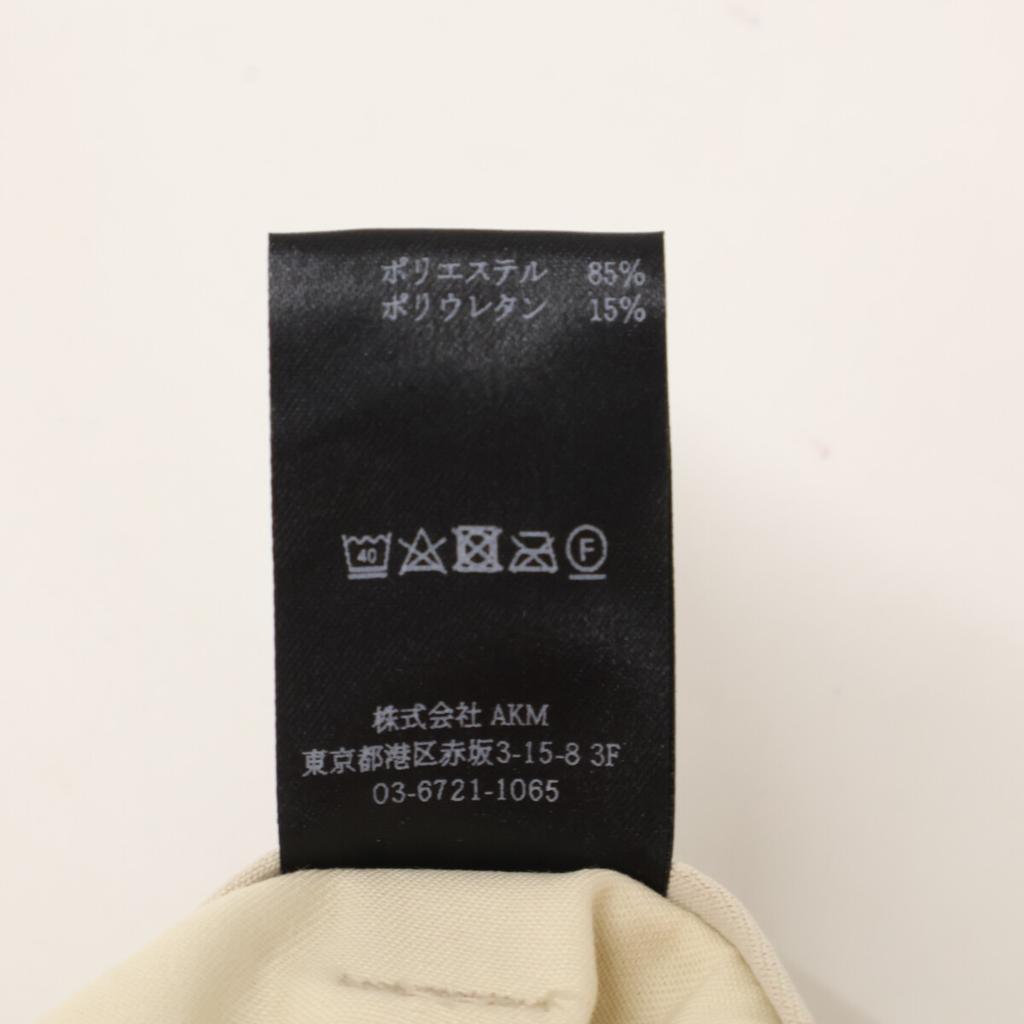 ポリエステル 85%
ポリウレタン 15%
40 F
株式会社 AKM
東京都港区赤坂3-15-8 3F
03-6721-1065